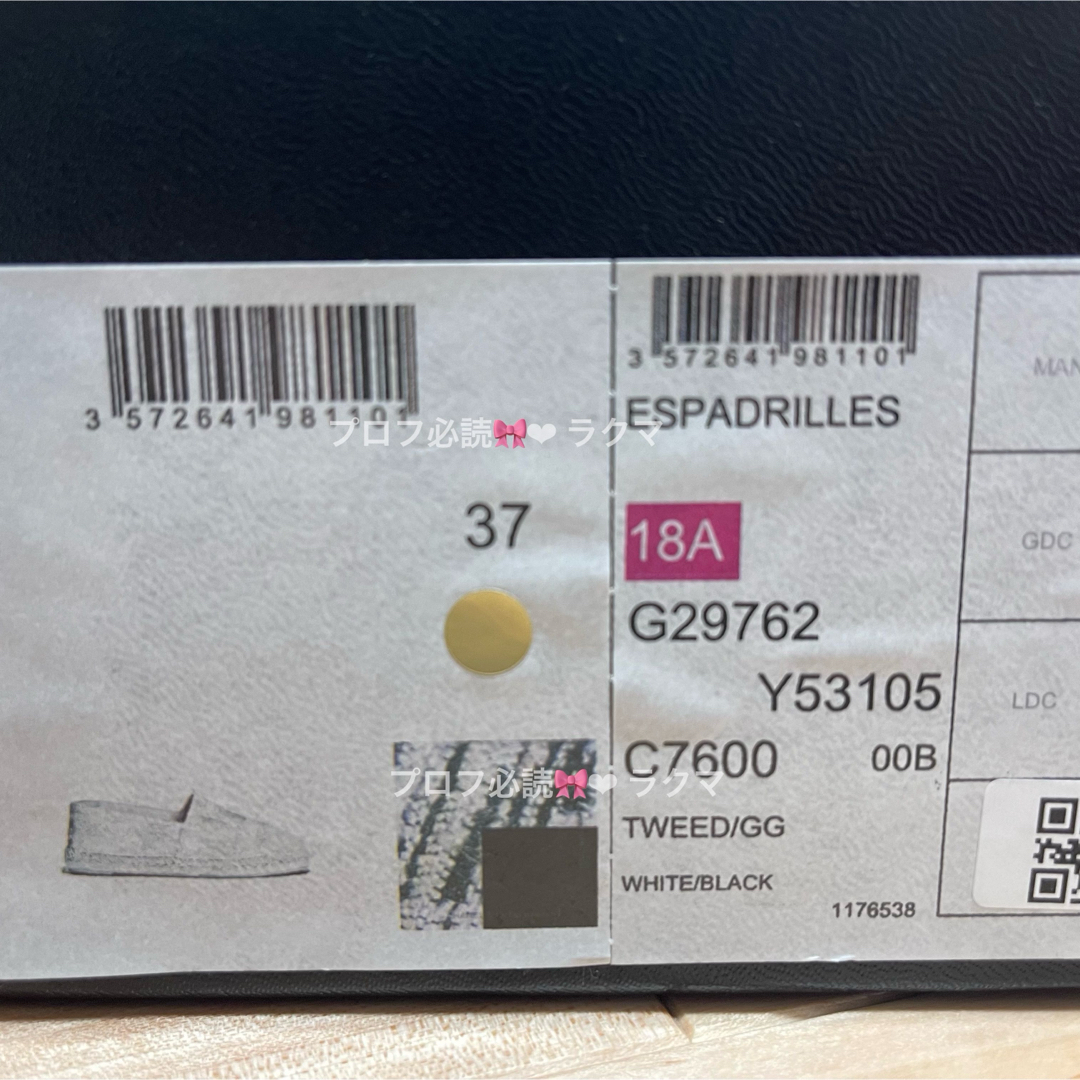 3 572641 981101
プロフ必読🎀❤ ラクマ
37
プロフ必読🎀❤ ラクマ
3 572641 981101
ESPADRILLES
18A
G29762
Y53105
C7600 00B
TWEED/GG
WHITE/BLACK
1176538
MAN
GDC
LDC